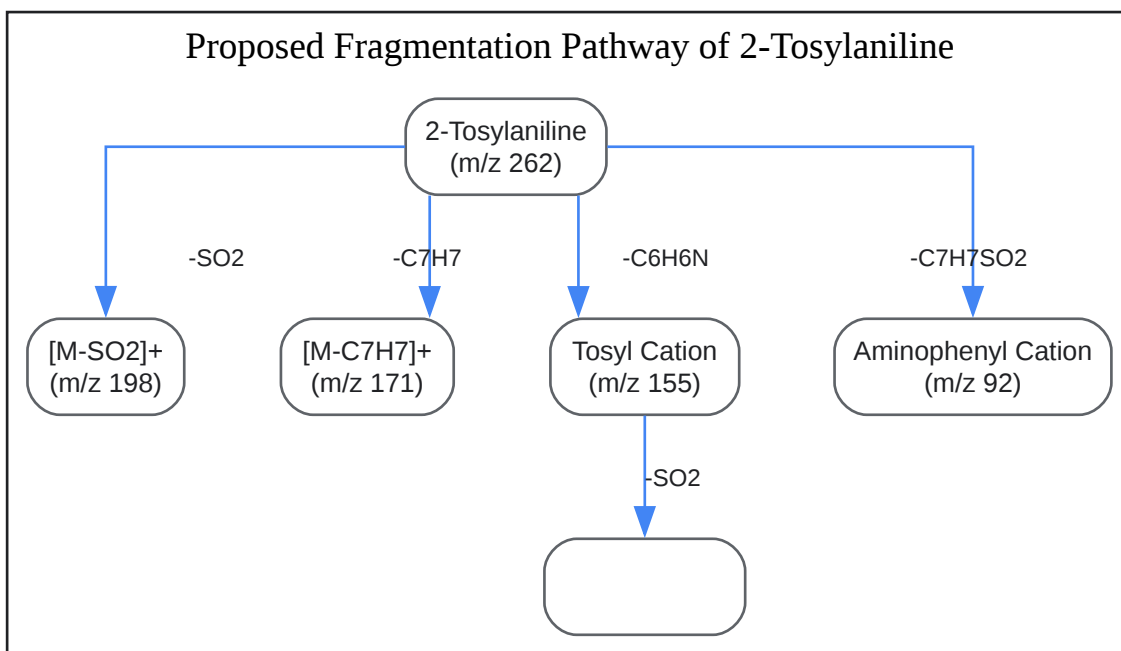 Proposed Fragmentation Pathway of 2-Tosylaniline
2-Tosylaniline
(m/z 262)
-SO2
-C7H7
-C6H6N
-C7H7SO2
[M-SO2]+
(m/z 198)
[M-C7H7]+
(m/z 171)
Tosyl Cation
(m/z 155)
Aminophenyl Cation
(m/z 92)
-SO2